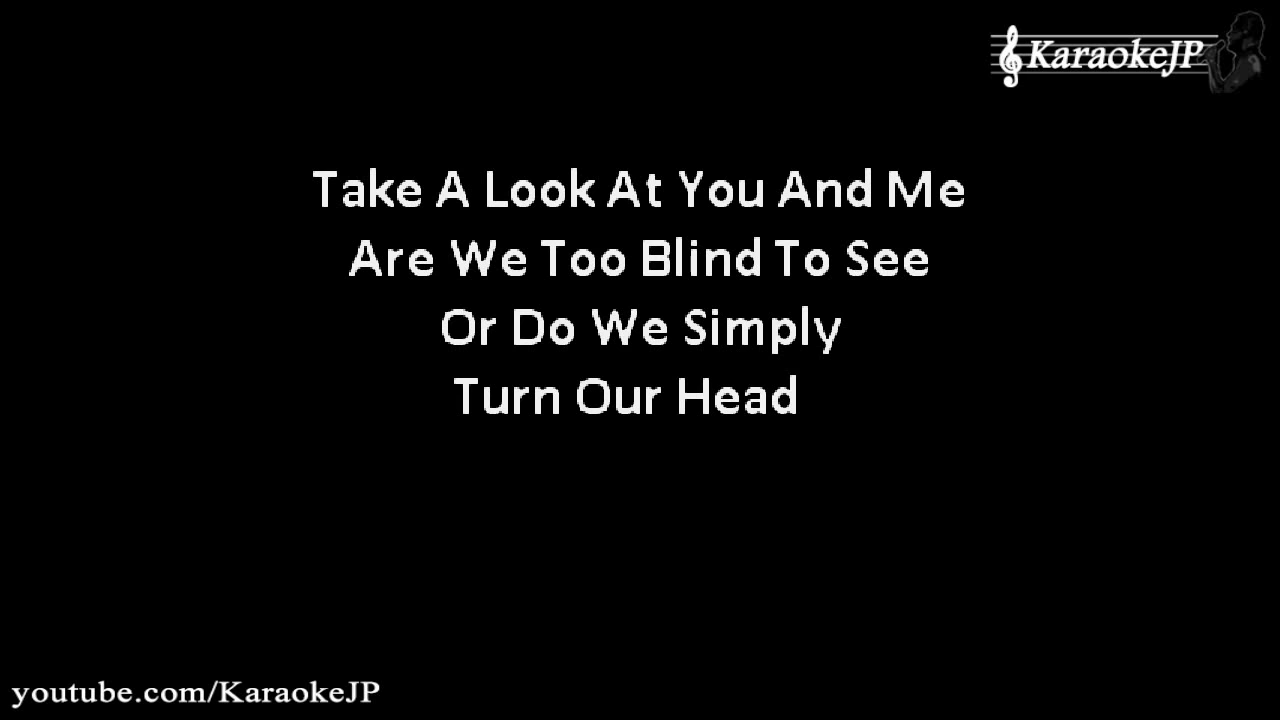 KaraokeJP
Take A Look At You And Me
Are We Too Blind To See
Or Do We Simply
Turn Our Head
youtube.com/KaraokeJP